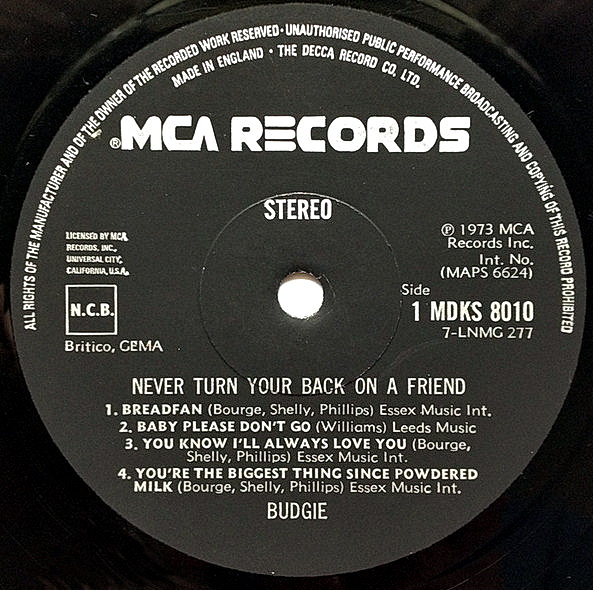 ALL RIGHTS OF THE MANUFACTURER AND OF THE OWNER OF THE RECORDED WORK RESERVED · UNAUTHORISED PUBLIC PERFORMANCE BROADCASTING AND COPYING OF THIS RECORD PROHIBITED
MADE IN ENGLAND · THE DECCA RECORD CO. LTD.
® MCA RECORDS
STEREO
LICENSED BY MCA
RECORDS, INC.,
UNIVERSAL CITY,
CALIFORNIA, U.S.A.
N.C.B.
Britico, GEMA
℗ 1973 MCA
Records Inc.
Int. No.
(MAPS 6624)
Side
1 MDKS 8010
7-LNMG 277
NEVER TURN YOUR BACK ON A FRIEND
1. BREADFAN (Bourge, Shelly, Phillips) Essex Music Int.
2. BABY PLEASE DON'T GO (Williams) Leeds Music
3. YOU KNOW I'LL ALWAYS LOVE YOU (Bourge,
Shelly, Phillips) Essex Music Int.
4. YOU'RE THE BIGGEST THING SINCE POWDERED
MILK (Bourge, Shelly, Phillips) Essex Music Int.
BUDGIE